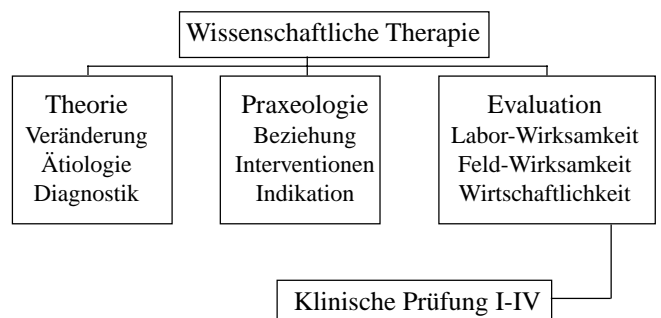 Wissenschaftliche Therapie
Theorie
Veränderung
Ätiologie
Diagnostik
Praxeologie
Beziehung
Interventionen
Indikation
Evaluation
Labor-Wirksamkeit
Feld-Wirksamkeit
Wirtschaftlichkeit
Klinische Prüfung I-IV